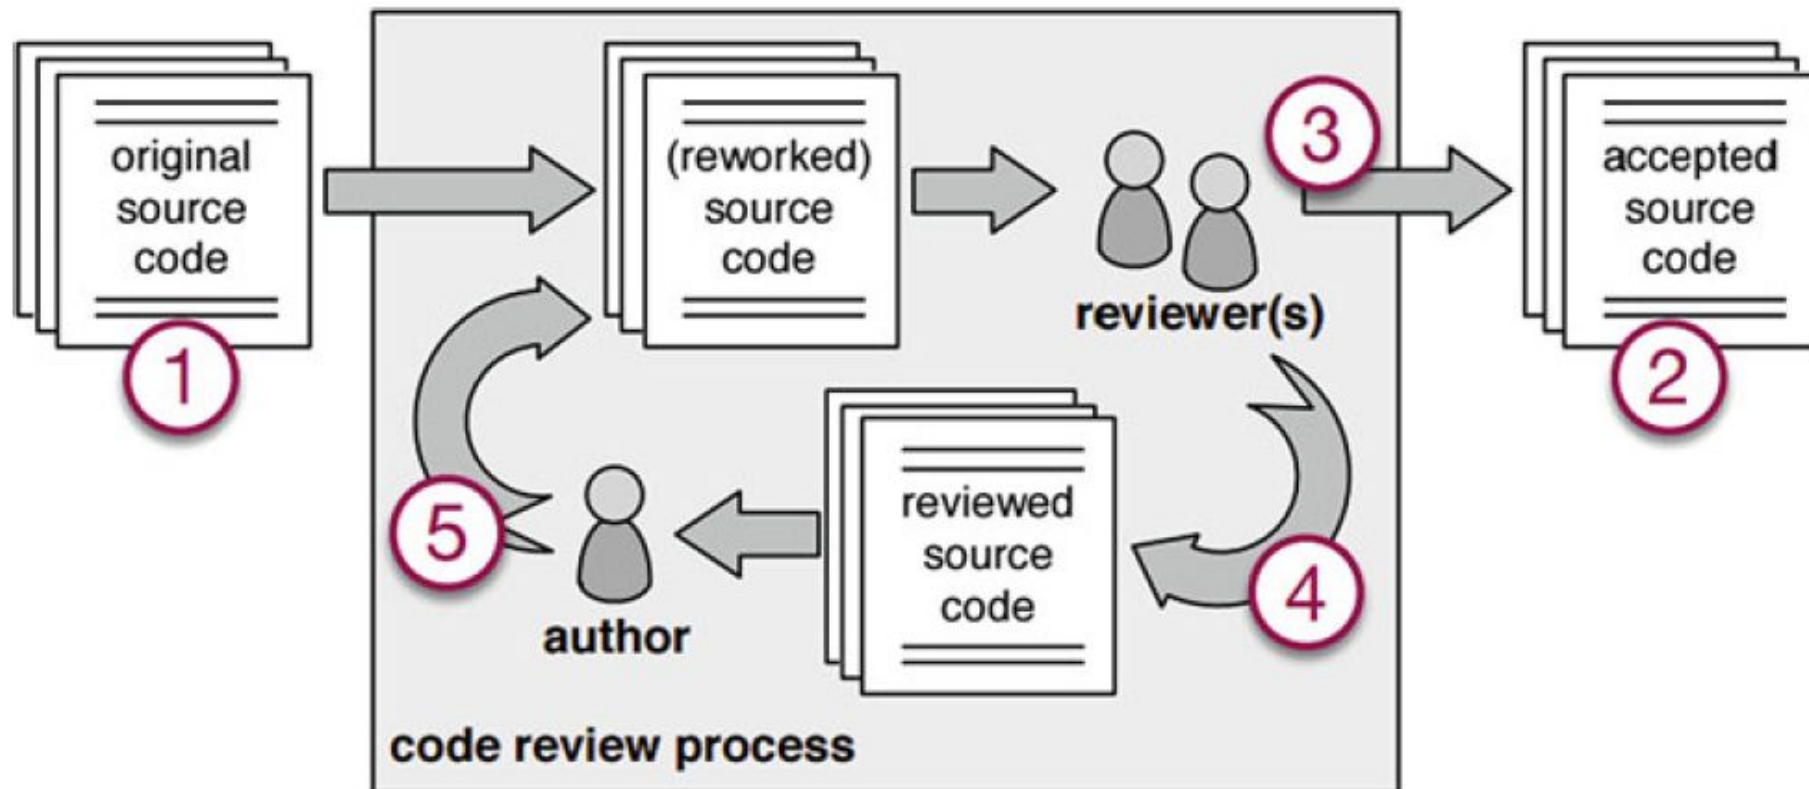 original
source
code
1
(reworked)
source
code
reviewer(s)
3
accepted
source
code
2
reviewed
source
code
4
5
author
code review process